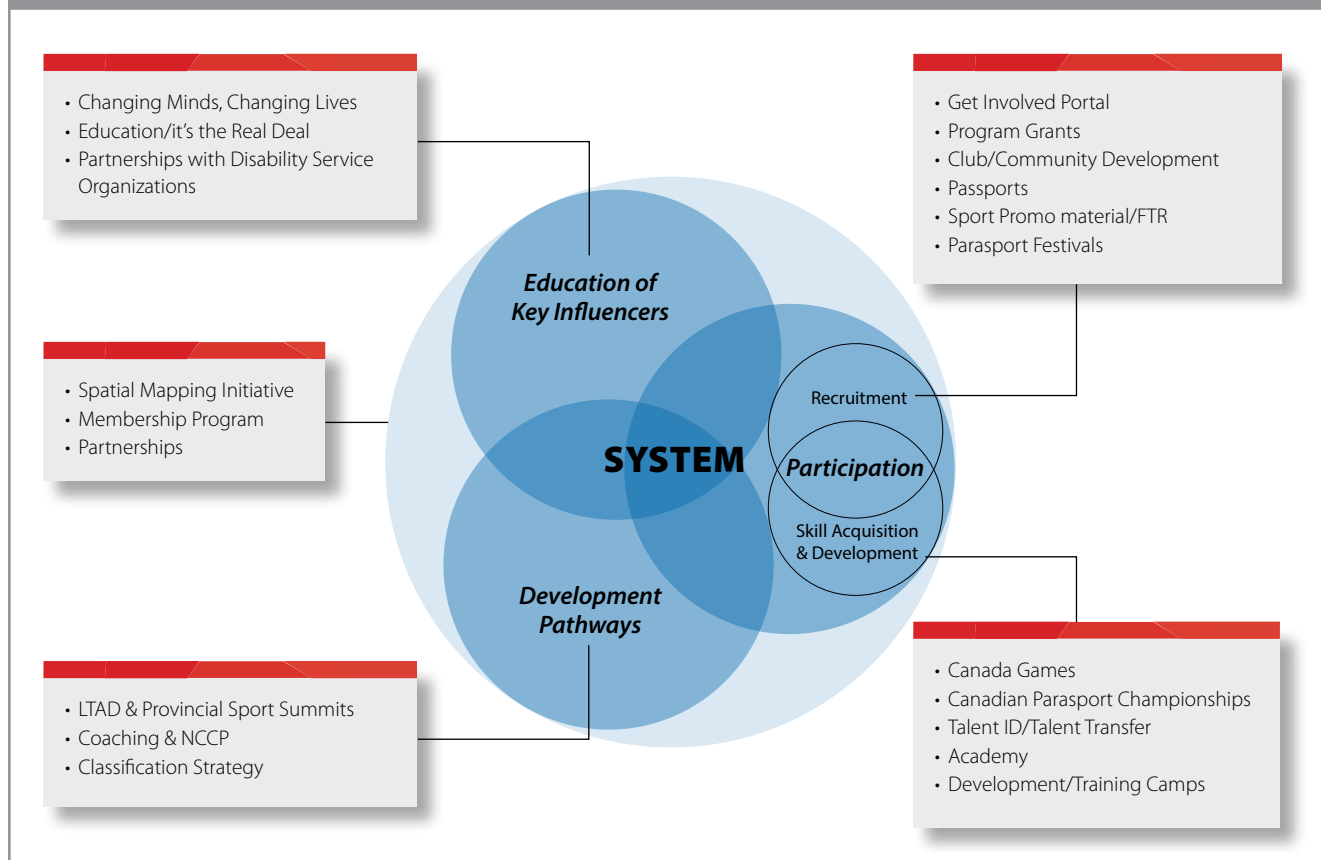 • Changing Minds, Changing Lives
• Education/it's the Real Deal
• Partnerships with Disability Service
Organizations
• Get Involved Portal
• Program Grants
• Club/Community Development
• Passports
• Sport Promo material/FTR
• Parasport Festivals
Education of
Key Influencers
• Spatial Mapping Initiative
• Membership Program
• Partnerships
Recruitment
SYSTEM
Participation
Skill Acquisition
& Development
Development
Pathways
• LTAD & Provincial Sport Summits
• Coaching & NCCP
• Classification Strategy
• Canada Games
• Canadian Parasport Championships
• Talent ID/Talent Transfer
• Academy
• Development/Training Camps